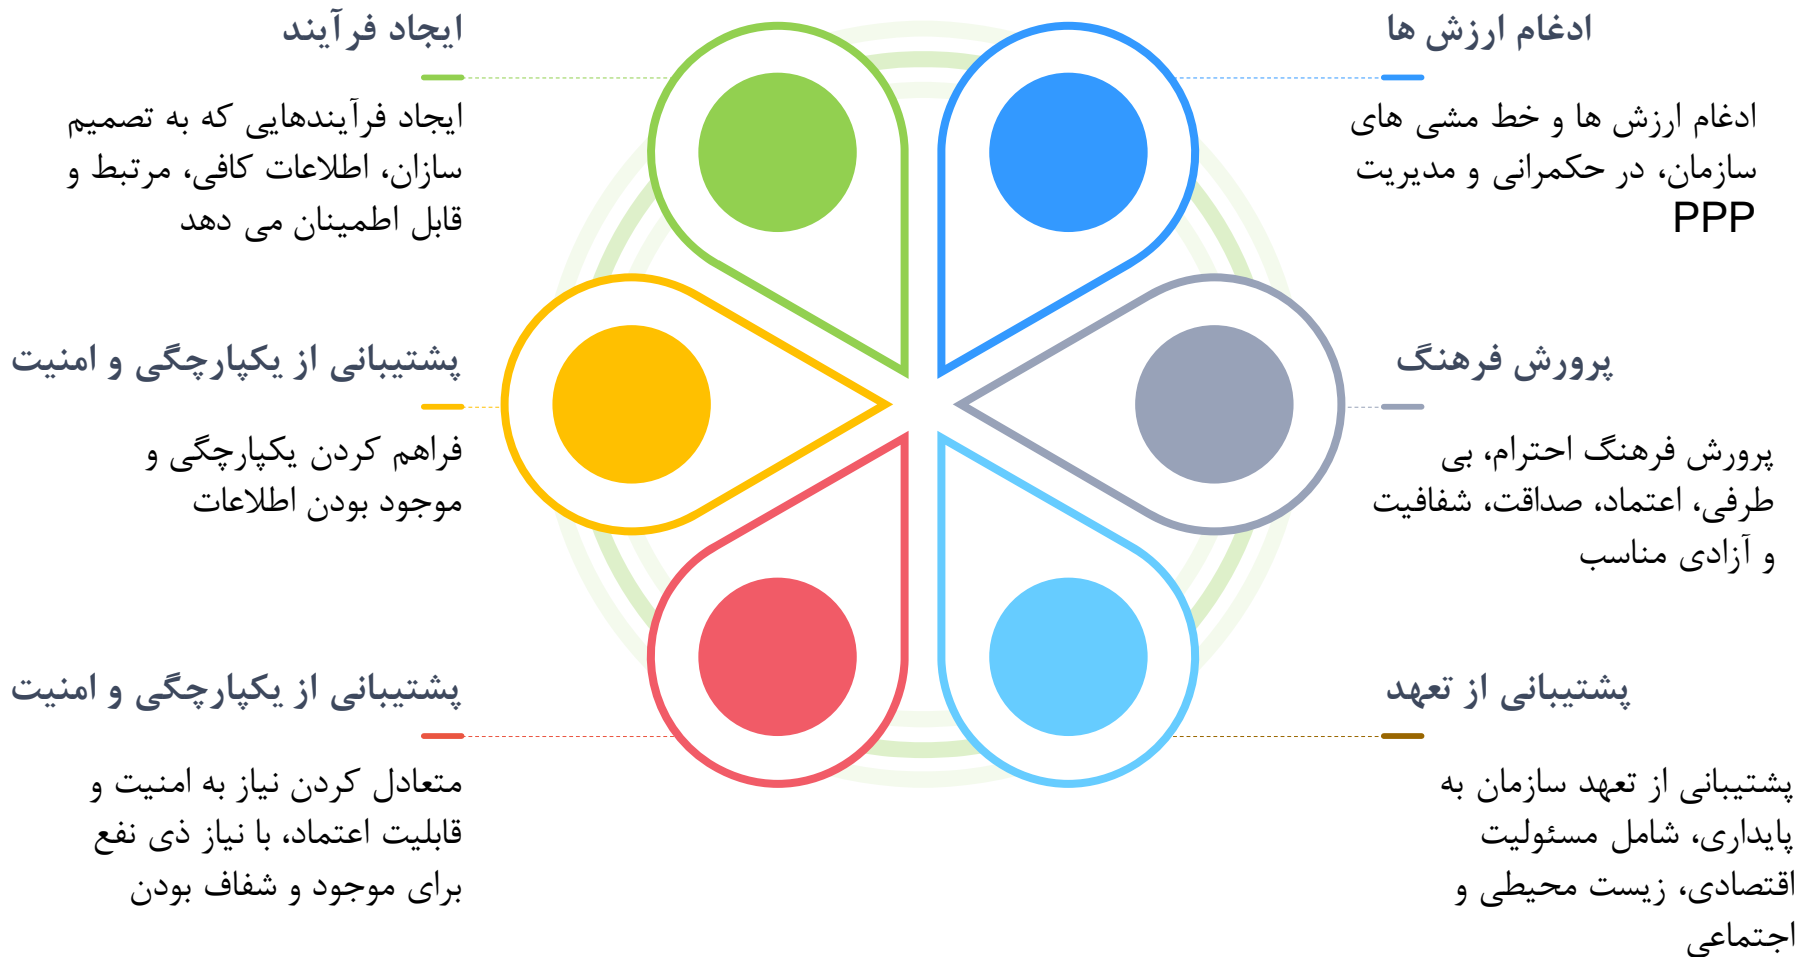 ادغام ارزش ها
ادغام ارزش ها و خط مشی های
سازمان، در حکمرانی و مدیریت
PPP
پرورش فرهنگ
پرورش فرهنگ احترام، بی
طرفی، اعتماد، صداقت، شفافیت
و آزادی مناسب
پشتیبانی از تعهد
پشتیبانی از تعهد سازمان به
پایداری، شامل مسئولیت
اقتصادی، زیست محیطی و
اجتماعی
ایجاد فرآیند
ایجاد فرآیندهایی که به تصمیم
سازان، اطلاعات کافی، مرتبط و
قابل اطمینان می دهد
پشتیبانی از یکپارچگی و امنیت
فراهم کردن یکپارچگی و
موجود بودن اطلاعات
پشتیبانی از یکپارچگی و امنیت
متعادل کردن نیاز به امنیت و
قابلیت اعتماد، با نیاز ذی نفع
برای موجود و شفاف بودن